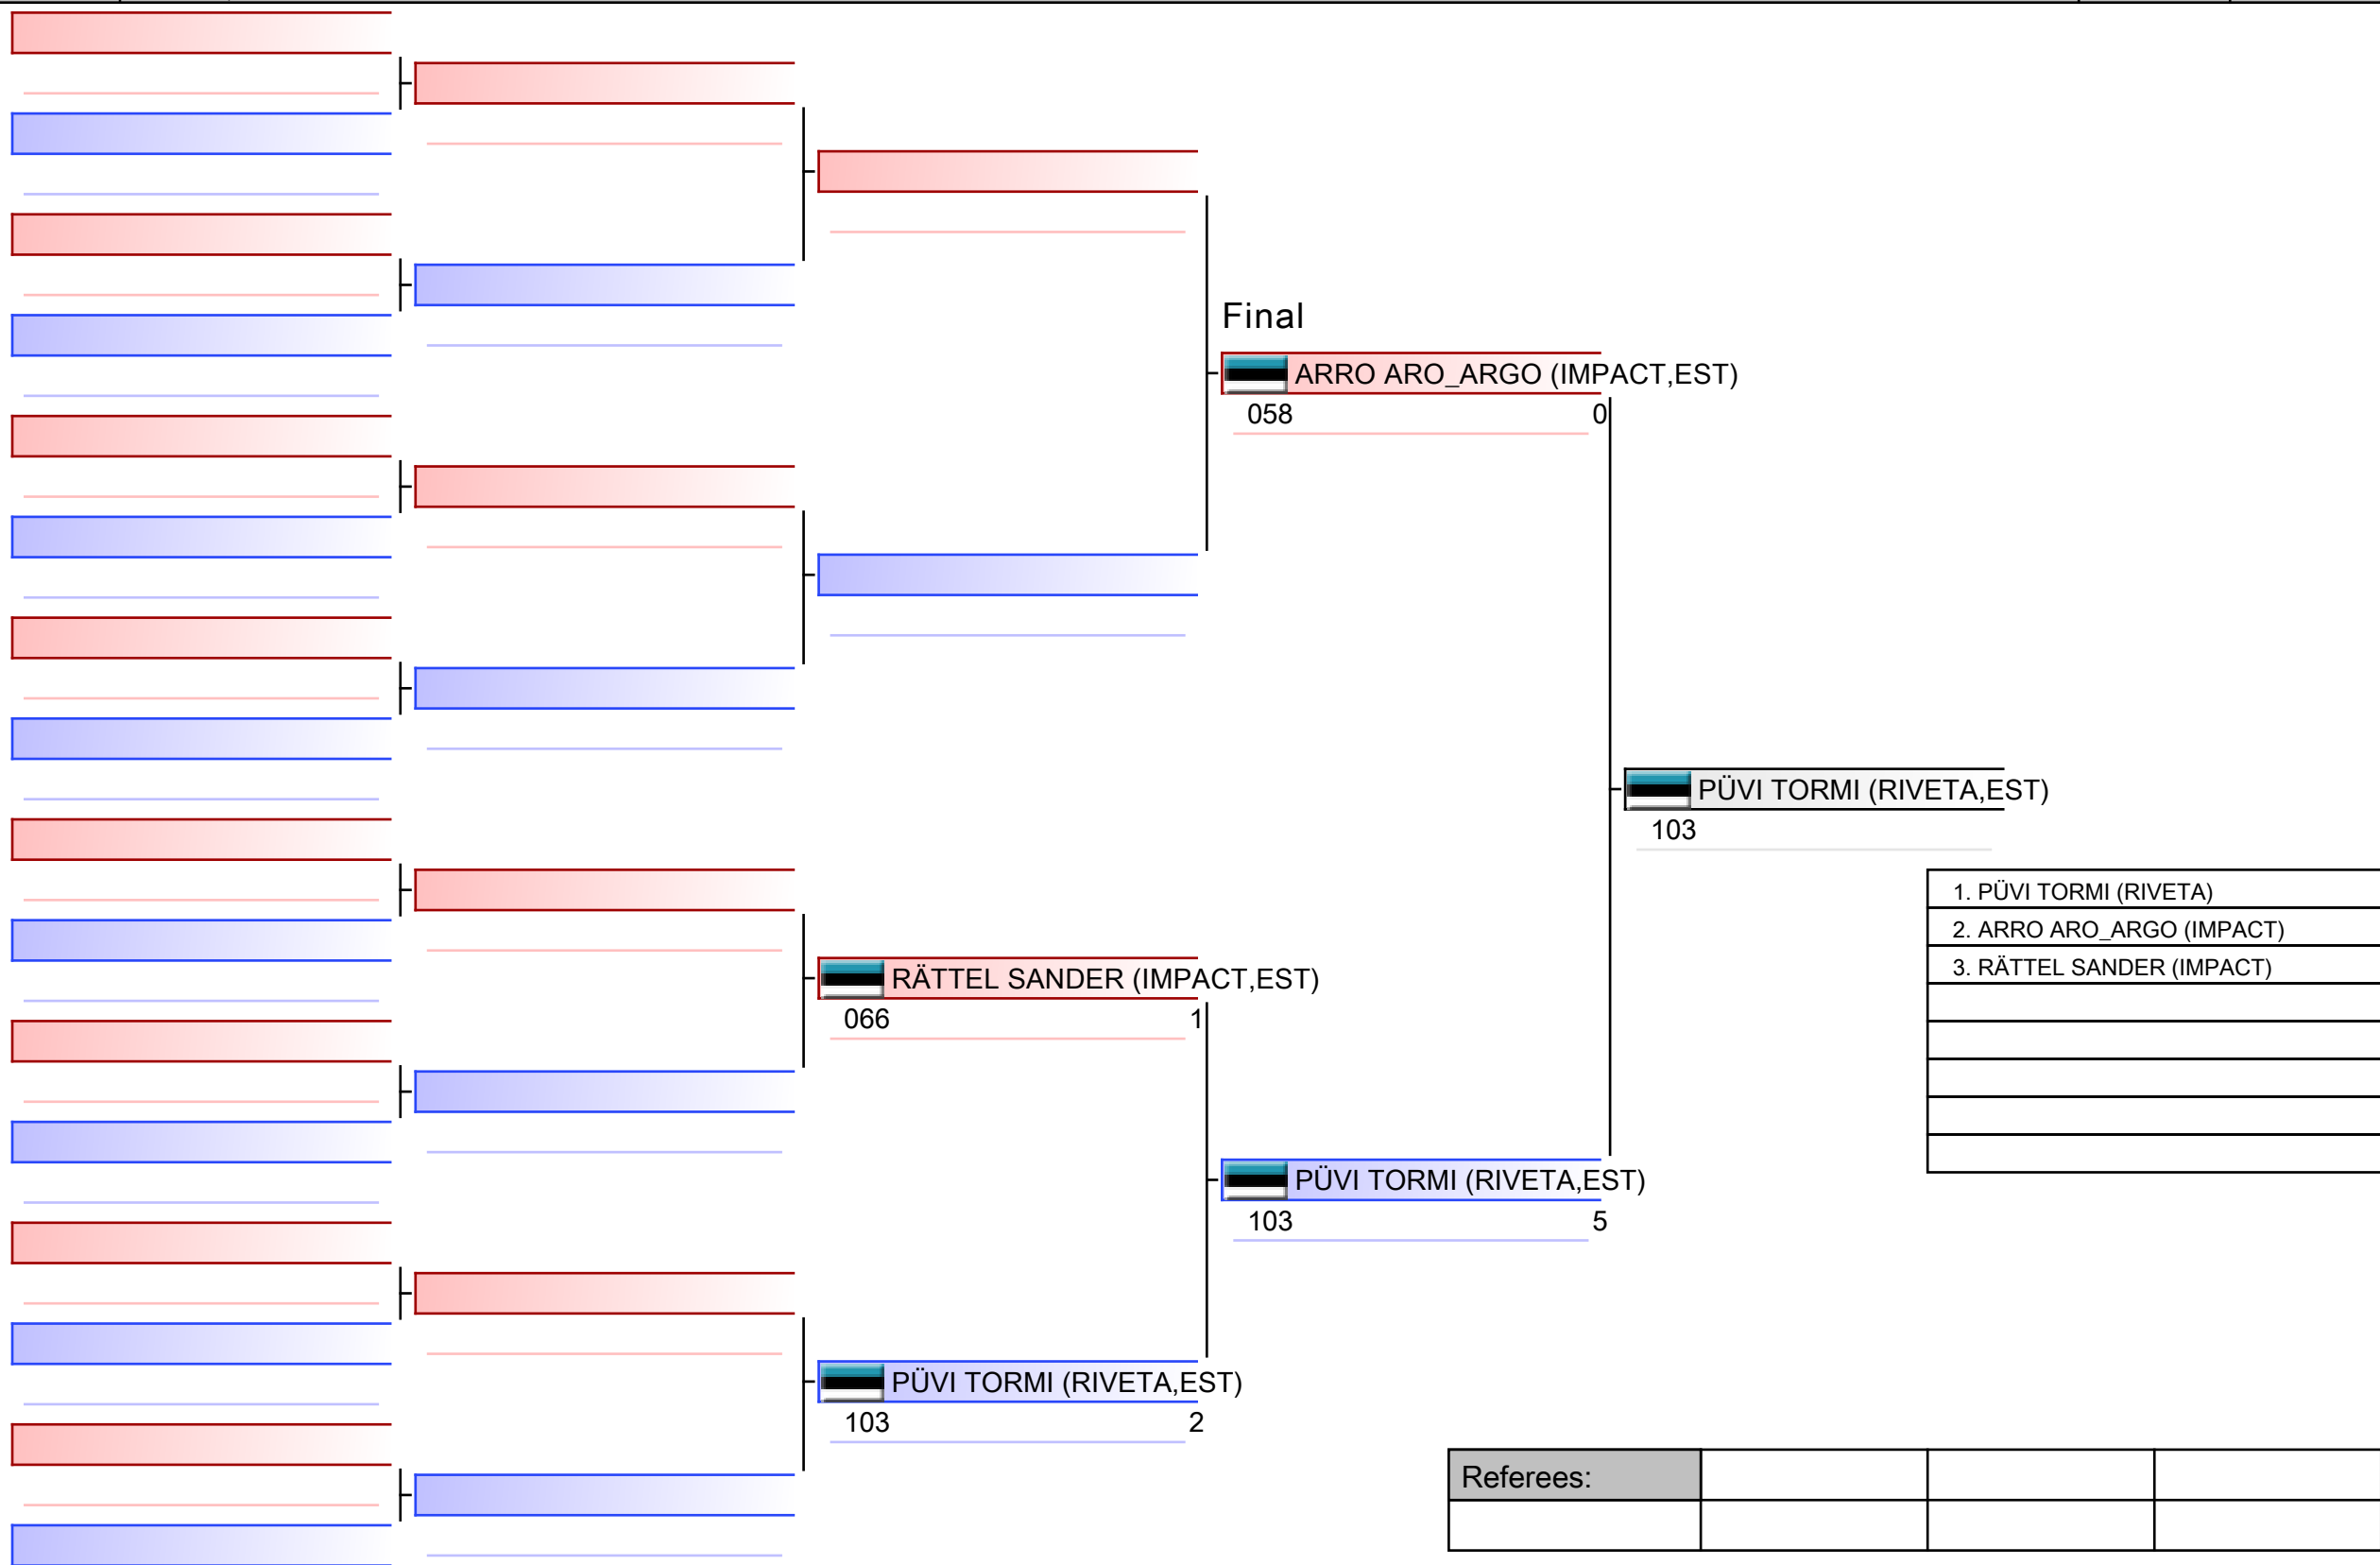 Final
ARRO ARO_ARGO (IMPACT,EST)
058 0
PÜVI TORMI (RIVETA,EST)
103
1. PÜVI TORMI (RIVETA)
2. ARRO ARO_ARGO (IMPACT)
3. RÄTTEL SANDER (IMPACT)
RÄTTEL SANDER (IMPACT,EST)
066 1
PÜVI TORMI (RIVETA,EST)
103 5
PÜVI TORMI (RIVETA,EST)
103 2
Referees: